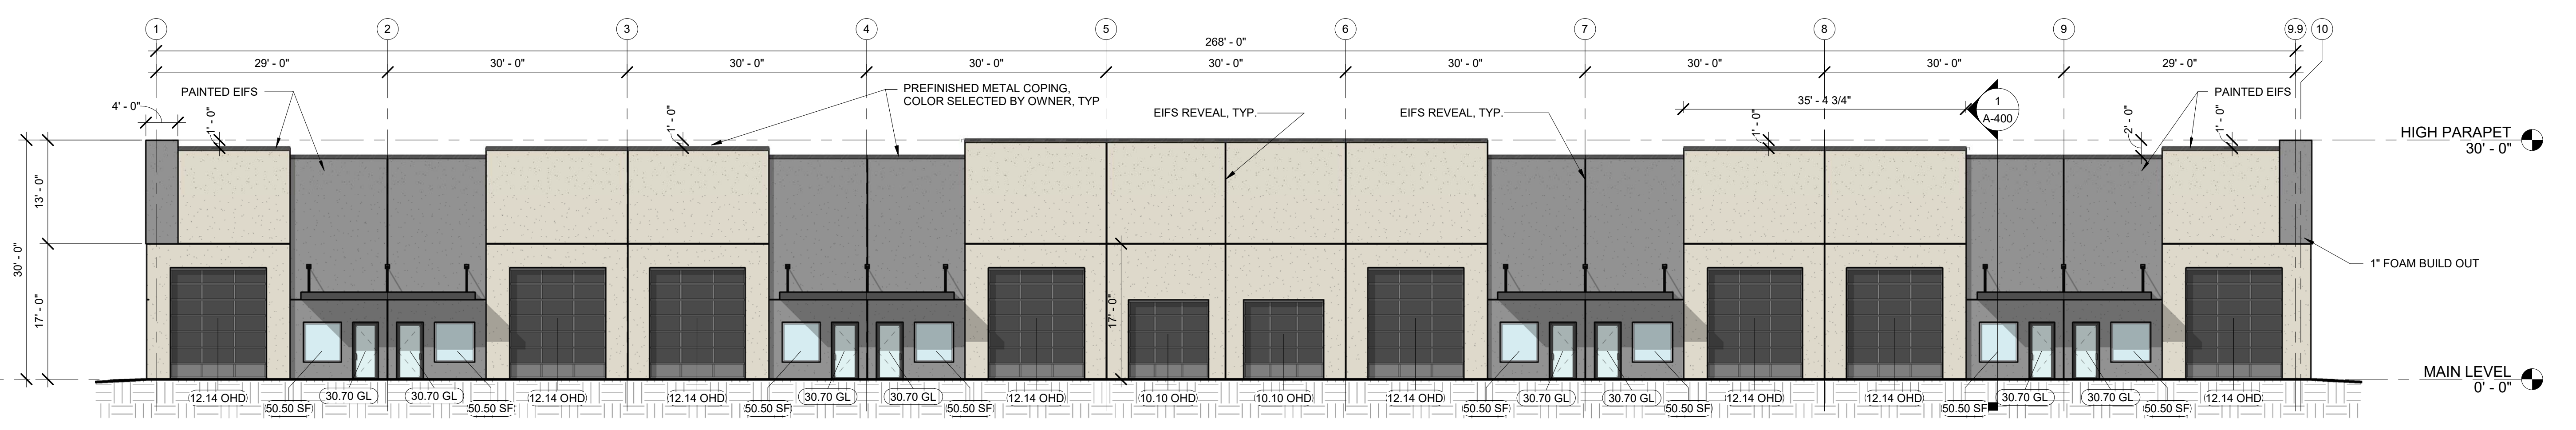 1 2 3 4 5 6 7 8 9 9.9 10
268' - 0"
29' - 0" 30' - 0" 30' - 0" 30' - 0" 30' - 0" 30' - 0" 30' - 0" 30' - 0" 29' - 0"
PAINTED EIFS
PREFINISHED METAL COPING,
COLOR SELECTED BY OWNER, TYP
EIFS REVEAL, TYP.
EIFS REVEAL, TYP.
35' - 4 3/4"
1
A-400
PAINTED EIFS
4' - 0"
1' - 0"
1' - 0"
1' - 0"
2' - 0"
1' - 0"
HIGH PARAPET
30' - 0"
13' - 0"
30' - 0"
17' - 0"
17' - 0"
1" FOAM BUILD OUT
MAIN LEVEL
0' - 0"
12.14 OHD 30.70 GL 30.70 GL 12.14 OHD 12.14 OHD 30.70 GL 30.70 GL 12.14 OHD 10.10 OHD 10.10 OHD 12.14 OHD 30.70 GL 30.70 GL 12.14 OHD 12.14 OHD 30.70 GL 30.70 GL 12.14 OHD
50.50 SF 50.50 SF 50.50 SF 50.50 SF 50.50 SF 50.50 SF 50.50 SF 50.50 SF